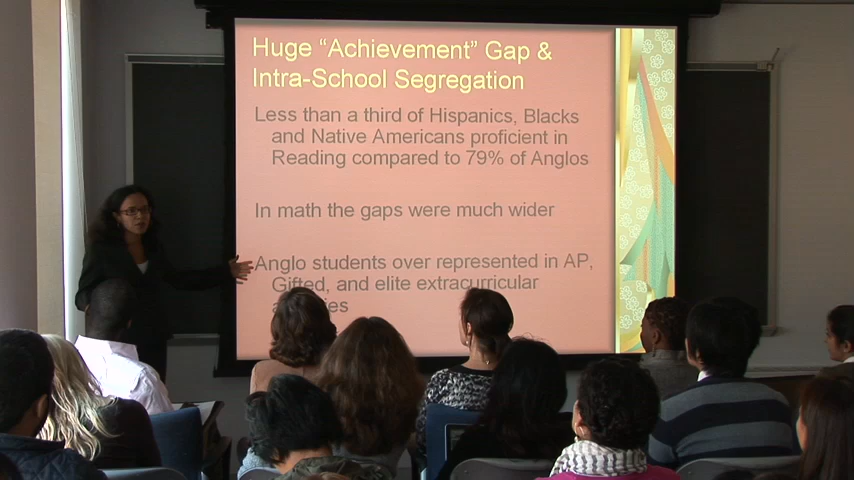 Huge “Achievement” Gap &
Intra-School Segregation
Less than a third of Hispanics, Blacks
and Native Americans proficient in
Reading compared to 79% of Anglos
In math the gaps were much wider
Anglo students over represented in AP,
Gifted, and elite extracurricular